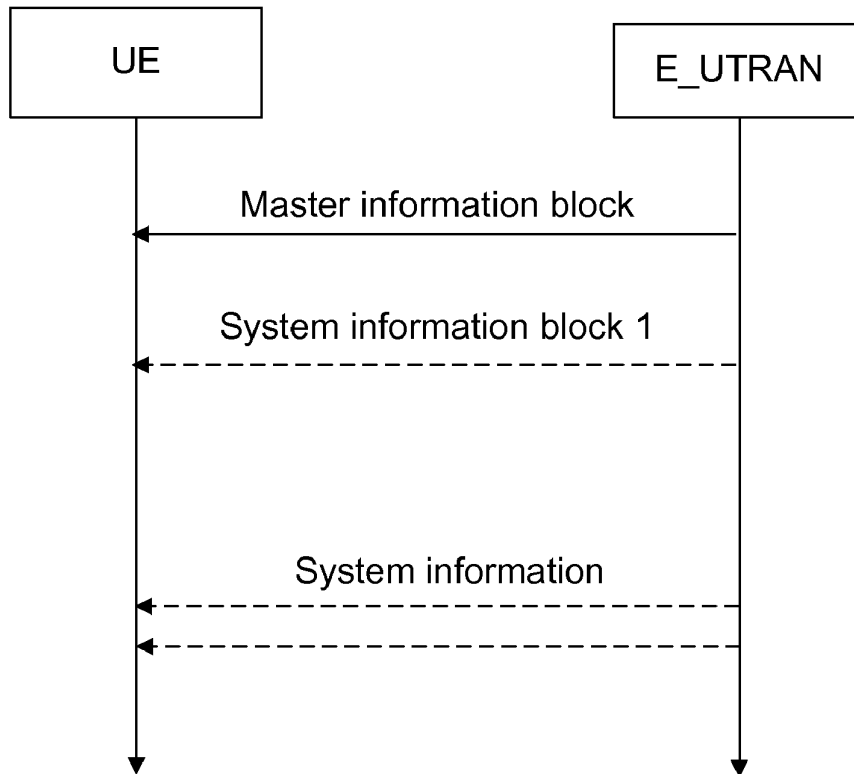 UE
E_UTRAN
Master information block
System information block 1
System information